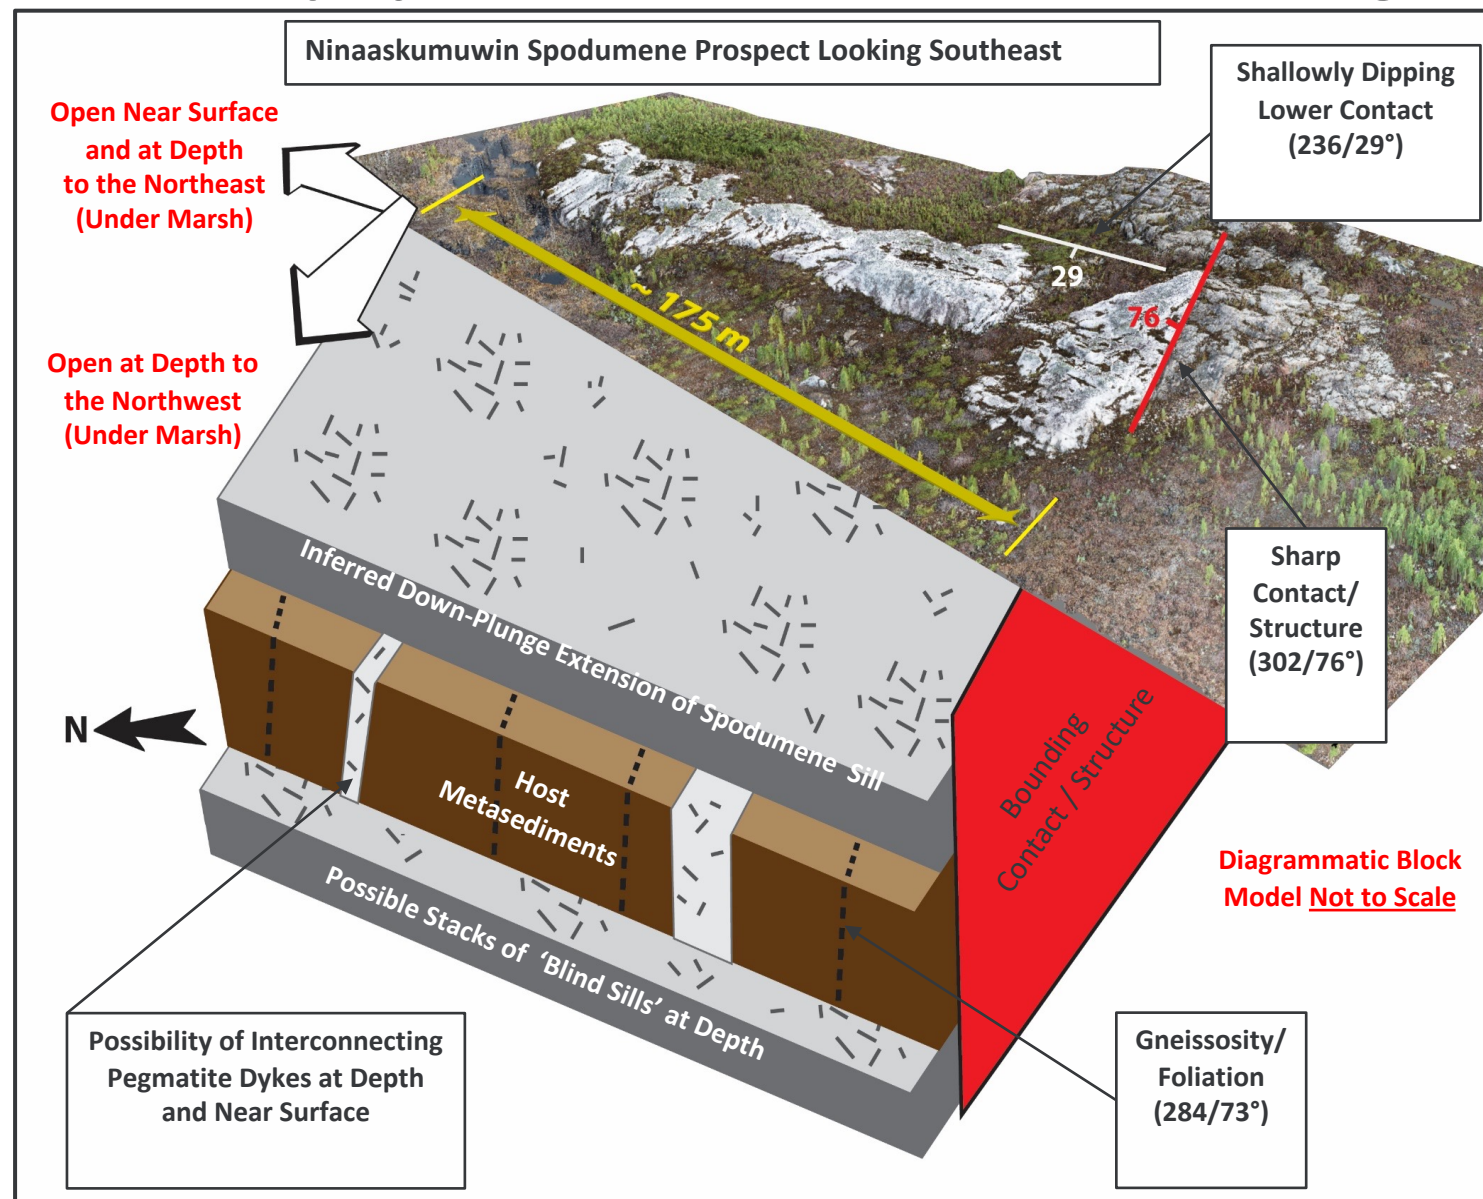 Ninaaskumuwin Spodumene Prospect Looking Southeast
Open Near Surface
and at Depth
to the Northeast
(Under Marsh)
Shallowly Dipping
Lower Contact
(236/29°)
29
76
~ 175 m
Open at Depth to
the Northwest
(Under Marsh)
Sharp
Contact/
Structure
(302/76°)
Inferred Down-Plunge Extension of Spodumene Sill
N
Host
Metasediments
Bounding
Contact / Structure
Possible Stacks of 'Blind Sills' at Depth
Diagrammatic Block
Model Not to Scale
Possibility of Interconnecting
Pegmatite Dykes at Depth
and Near Surface
Gneissosity/
Foliation
(284/73°)